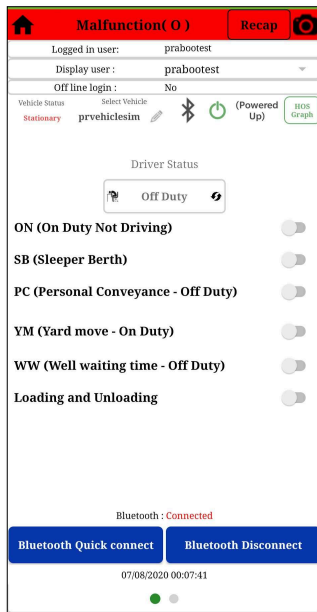 Malfunction( O )
Recap
Logged in user: prabootest
Display user : prabootest
Off line login : No
Vehicle Status
Stationary
Select Vehicle
prvehiclesim
(Powered Up)
HOS Graph
Driver Status
Off Duty
ON (On Duty Not Driving)
SB (Sleeper Berth)
PC (Personal Conveyance - Off Duty)
YM (Yard move - On Duty)
WW (Well waiting time - Off Duty)
Loading and Unloading
Bluetooth : Connected
Bluetooth Quick connect
Bluetooth Disconnect
07/08/2020 00:07:41